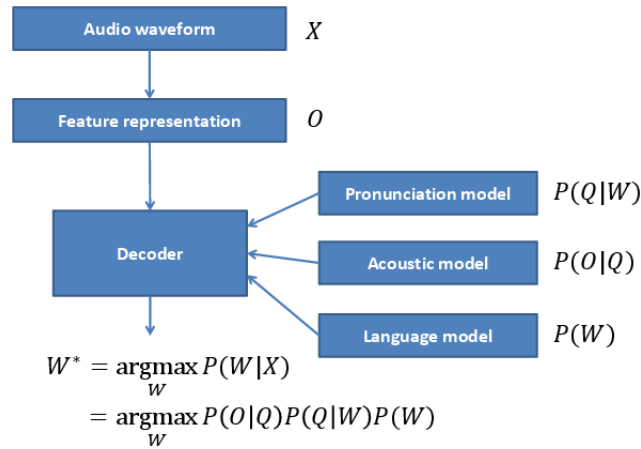 Audio waveform X
Feature representation O
Pronunciation model P(Q|W)
Decoder
Acoustic model P(O|Q)
Language model P(W)
W* = argmax P(W|X)
W
= argmax P(O|Q)P(Q|W)P(W)
W